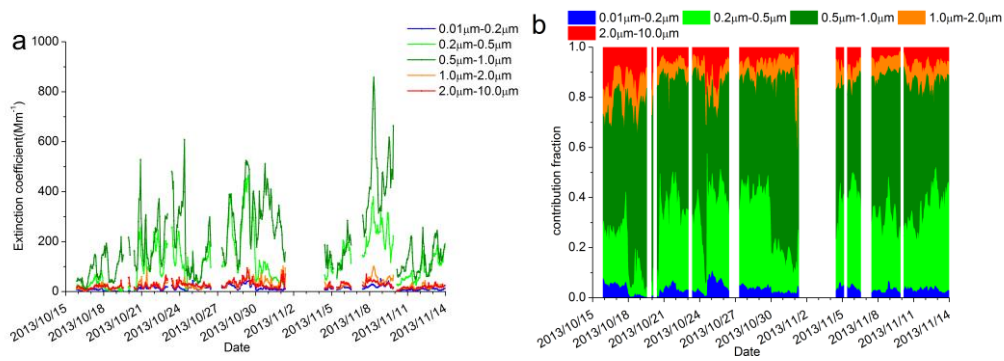 a
Extinction coefficient(Mm⁻¹)
1000
800
600
400
200
0
0.01μm-0.2μm
0.2μm-0.5μm
0.5μm-1.0μm
1.0μm-2.0μm
2.0μm-10.0μm
2013/10/15
2013/10/18
2013/10/21
2013/10/24
2013/10/27
2013/10/30
2013/11/2
2013/11/5
2013/11/8
2013/11/11
2013/11/14
Date
b
0.01μm-0.2μm 0.2μm-0.5μm 0.5μm-1.0μm 1.0μm-2.0μm
2.0μm-10.0μm
contribution fraction
1.0
0.8
0.6
0.4
0.2
0.0
2013/10/15
2013/10/18
2013/10/21
2013/10/24
2013/10/27
2013/10/30
2013/11/2
2013/11/5
2013/11/8
2013/11/11
2013/11/14
Date